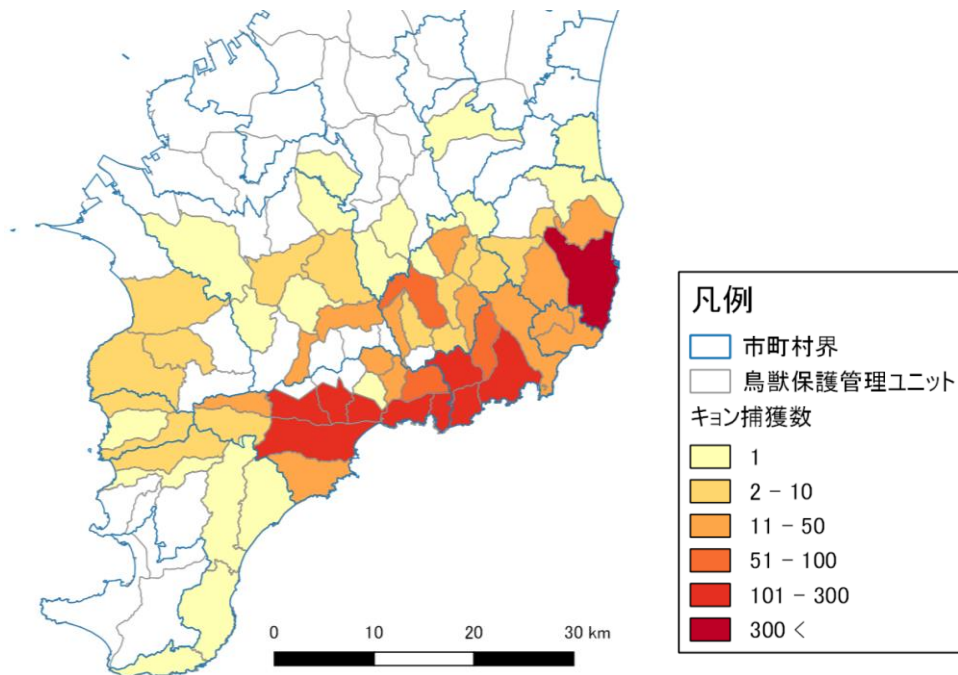 凡例
市町村界
鳥獣保護管理ユニット
キョン捕獲数
1
2 - 10
11 - 50
51 - 100
101 - 300
300 <
0 10 20 30 km